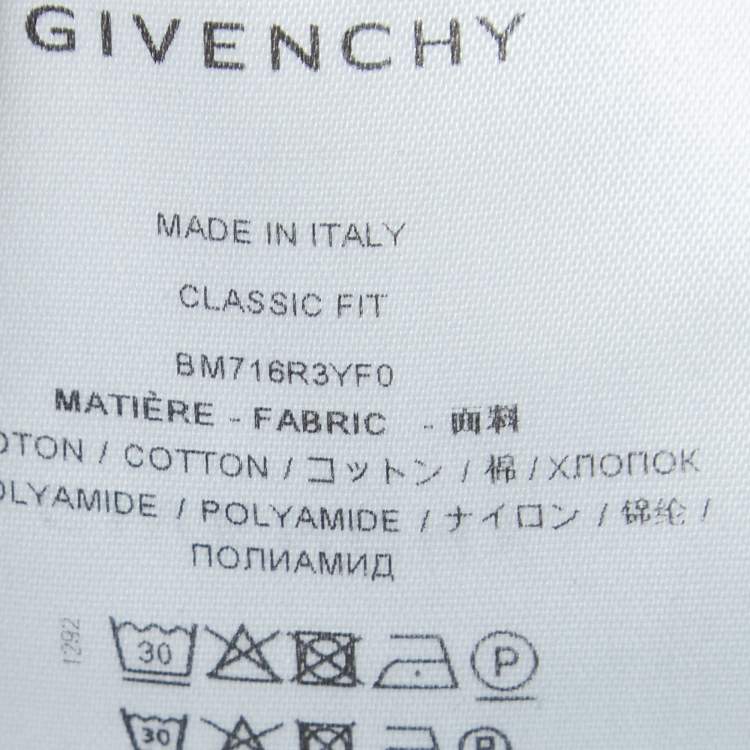 GIVENCHY
MADE IN ITALY
CLASSIC FIT
BM716R3YF0
MATIÈRE - FABRIC - 面料
OTON / COTTON / コットン / 棉 / ХЛОПОК
OLYAMIDE / POLYAMIDE / ナイロン / 锦纶 /
ПОЛИАМИД
1292
30 P
30